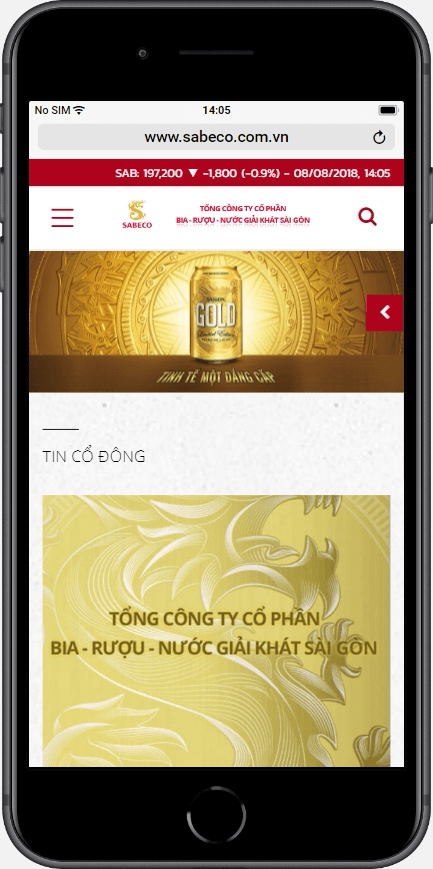 No SIM
14:05
www.sabeco.com.vn
SAB: 197,200 ▼ -1,800 (-0.9%) - 08/08/2018, 14:05
SABECO
TỔNG CÔNG TY CỔ PHẦN
BIA - RƯỢU - NƯỚC GIẢI KHÁT SÀI GÒN
SAIGON
GOLD
Limited Edition
TINH TẾ MỘT ĐẲNG CẤP
TIN CỔ ĐÔNG
TỔNG CÔNG TY CỔ PHẦN
BIA - RƯỢU - NƯỚC GIẢI KHÁT SÀI GÒN